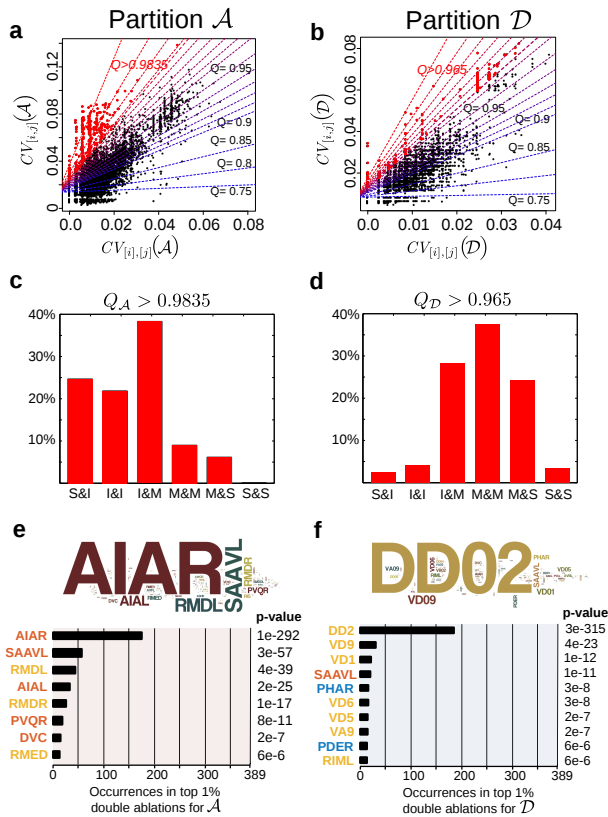 Partition 𝒜
Partition 𝒟
a
CV[i,j](𝒜)
0 0.04 0.08 0.12
Q>0.9835
Q= 0.95
Q= 0.9
Q= 0.85
Q= 0.8
Q= 0.75
0.0 0.02 0.04 0.06 0.08
CV[i],[j](𝒜)
b
CV[i,j](𝒟)
0.02 0.04 0.06 0.08
Q>0.965
Q= 0.95
Q= 0.9
Q= 0.85
Q= 0.75
0.0 0.01 0.02 0.03 0.04
CV[i],[j](𝒟)
c
Q𝒜 > 0.9835
40%
30%
20%
10%
S&I I&I I&M M&M M&S S&S
d
Q𝒟 > 0.965
40%
30%
20%
10%
S&I I&I I&M M&M M&S S&S
e
AIAR SAAVL
RMDR
PVQR
DVC AIAL RMED RMDL
p-value
AIAR 1e-292
SAAVL 3e-57
RMDL 4e-39
AIAL 2e-25
RMDR 1e-17
PVQR 8e-11
DVC 2e-7
RMED 6e-6
0 100 200 300 389
Occurrences in top 1%
double ablations for 𝒜
f
DD02
PHAR
SAAVL
VD05
VD01
PDER
VA09
VD06
VD02
RIML
VD09
p-value
DD2 3e-315
VD9 4e-23
VD1 1e-12
SAAVL 1e-11
PHAR 3e-8
VD6 3e-8
VD5 2e-7
VA9 2e-7
PDER 6e-6
RIML 6e-6
0 100 200 300 389
Occurrences in top 1%
double ablations for 𝒟